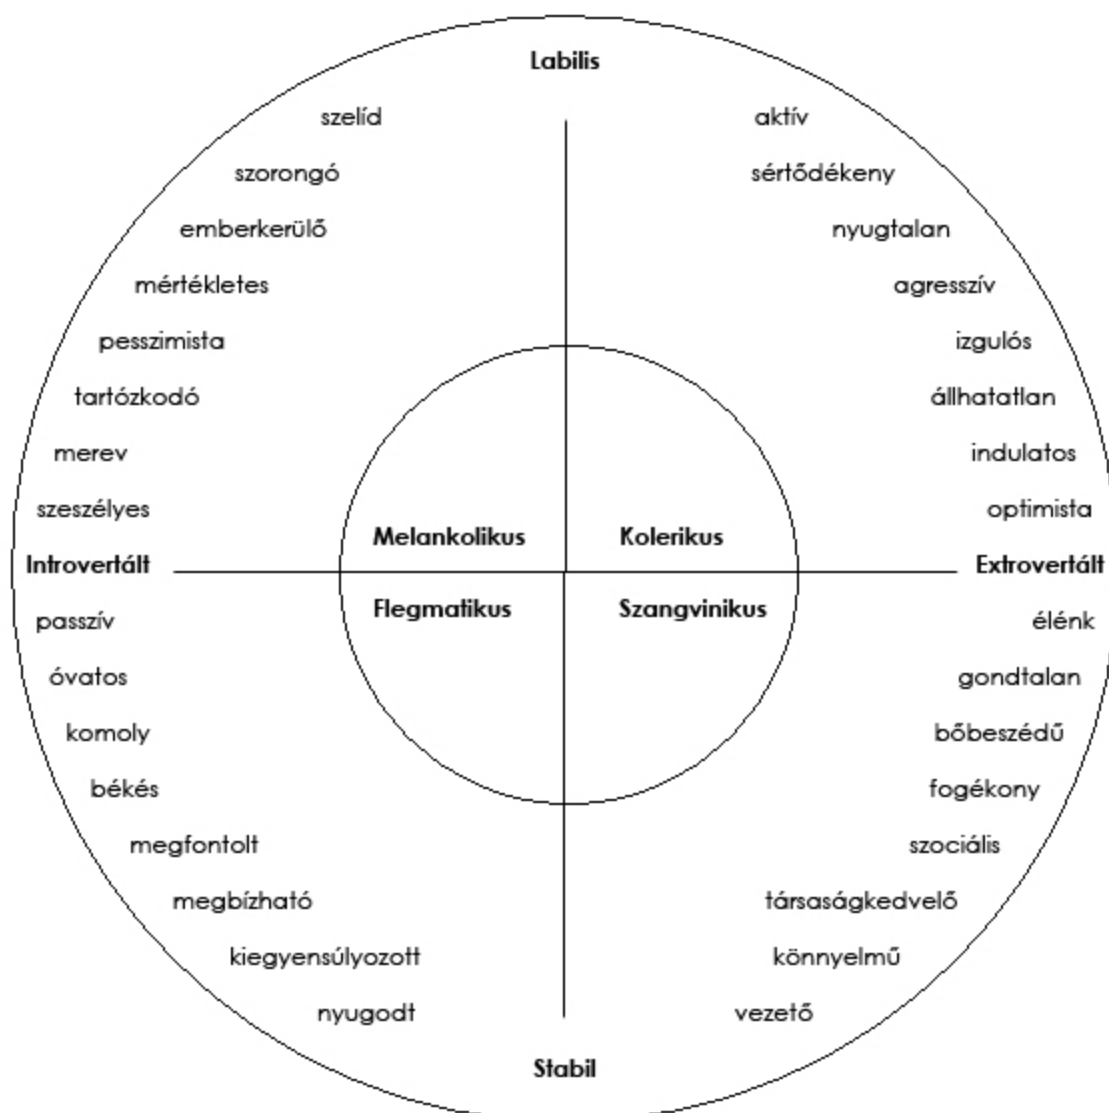 Labilis
szelíd
aktív
szorongó
sértődékeny
emberkerülő
nyugtalan
mértékletes
agresszív
pesszimista
izgulós
tartózkodó
állhatatlan
merev
indulatos
szeszélyes
optimista
Melankolikus
Kolerikus
Introvertált
Extrovertált
Flegmatikus
Szangvinikus
passzív
élénk
óvatos
gondtalan
komoly
bőbeszédű
békés
fogékony
megfontolt
szociális
megbízható
társaságkedvelő
kiegyensúlyozott
könnyelmű
nyugodt
vezető
Stabil